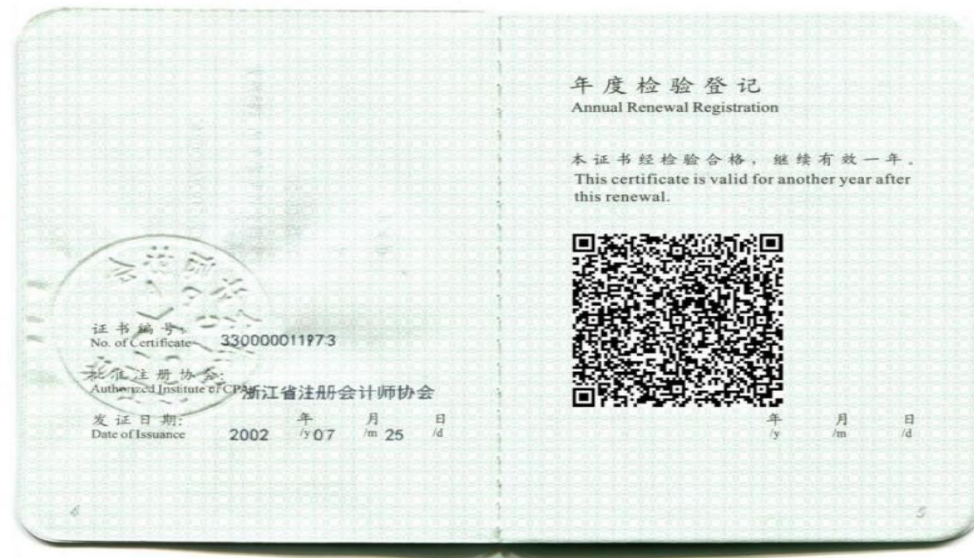 证书编号:
No. of Certificate
330000011973
批准注册协会:
Authorized Institute of CPAs
浙江省注册会计师协会
发证日期:
Date of Issuance
2002 年 /y 07 月 /m 25 日 /d
6
年度检验登记
Annual Renewal Registration
本证书经检验合格，继续有效一年。
This certificate is valid for another year after
this renewal.
年 月 日
/y /m /d
5